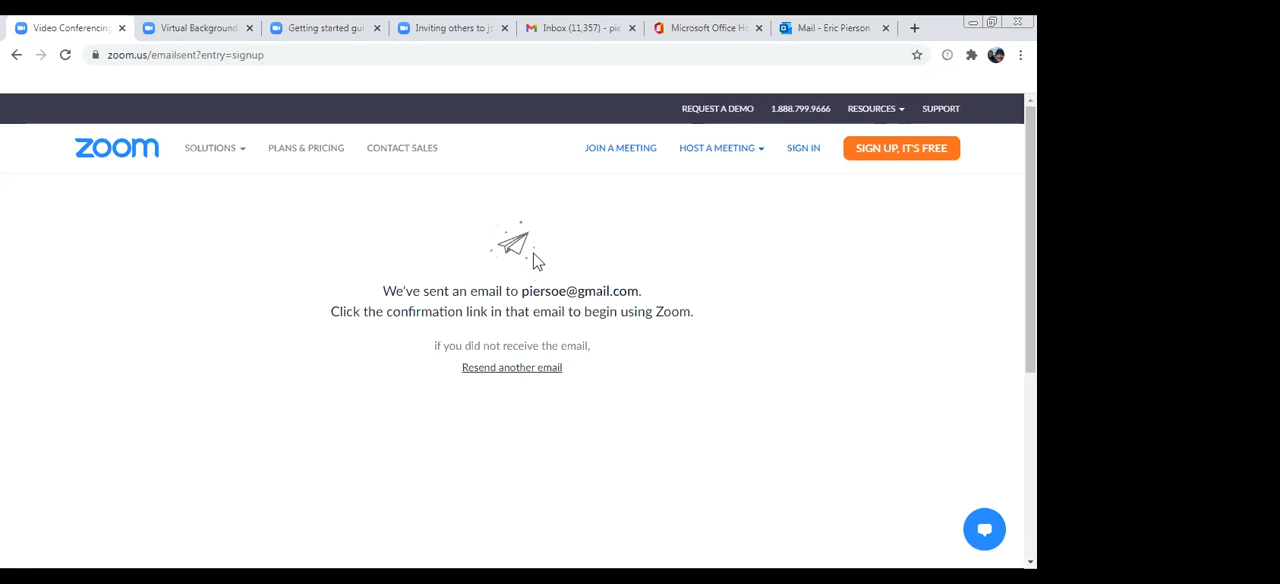 Video Conferencing
Virtual Background
Getting started gui
Inviting others to jo
Inbox (11,357) - pie
Microsoft Office Ho
Mail - Eric Pierson
zoom.us/emailsent?entry=signup
REQUEST A DEMO
1.888.799.9666
RESOURCES
SUPPORT
zoom
SOLUTIONS
PLANS & PRICING
CONTACT SALES
JOIN A MEETING
HOST A MEETING
SIGN IN
SIGN UP, IT'S FREE
We've sent an email to piersoe@gmail.com.
Click the confirmation link in that email to begin using Zoom.
if you did not receive the email,
Resend another email